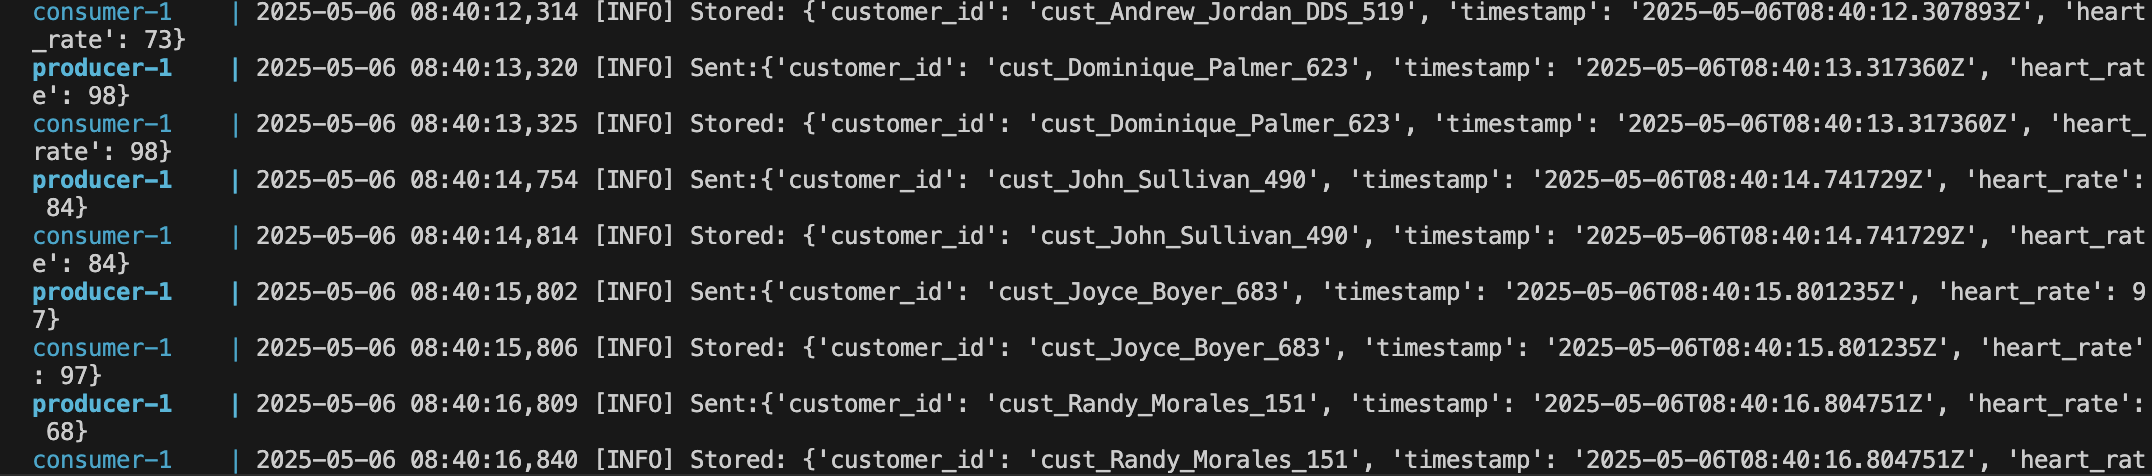 consumer-1    | 2025-05-06 08:40:12,314 [INFO] Stored: {'customer_id': 'cust_Andrew_Jordan_DDS_519', 'timestamp': '2025-05-06T08:40:12.307893Z', 'heart
_rate': 73}
producer-1    | 2025-05-06 08:40:13,320 [INFO] Sent:{'customer_id': 'cust_Dominique_Palmer_623', 'timestamp': '2025-05-06T08:40:13.317360Z', 'heart_rat
e': 98}
consumer-1    | 2025-05-06 08:40:13,325 [INFO] Stored: {'customer_id': 'cust_Dominique_Palmer_623', 'timestamp': '2025-05-06T08:40:13.317360Z', 'heart_
rate': 98}
producer-1    | 2025-05-06 08:40:14,754 [INFO] Sent:{'customer_id': 'cust_John_Sullivan_490', 'timestamp': '2025-05-06T08:40:14.741729Z', 'heart_rate':
 84}
consumer-1    | 2025-05-06 08:40:14,814 [INFO] Stored: {'customer_id': 'cust_John_Sullivan_490', 'timestamp': '2025-05-06T08:40:14.741729Z', 'heart_rat
e': 84}
producer-1    | 2025-05-06 08:40:15,802 [INFO] Sent:{'customer_id': 'cust_Joyce_Boyer_683', 'timestamp': '2025-05-06T08:40:15.801235Z', 'heart_rate': 9
7}
consumer-1    | 2025-05-06 08:40:15,806 [INFO] Stored: {'customer_id': 'cust_Joyce_Boyer_683', 'timestamp': '2025-05-06T08:40:15.801235Z', 'heart_rate'
: 97}
producer-1    | 2025-05-06 08:40:16,809 [INFO] Sent:{'customer_id': 'cust_Randy_Morales_151', 'timestamp': '2025-05-06T08:40:16.804751Z', 'heart_rate':
 68}
consumer-1    | 2025-05-06 08:40:16,840 [INFO] Stored: {'customer_id': 'cust_Randy_Morales_151', 'timestamp': '2025-05-06T08:40:16.804751Z', 'heart_rat